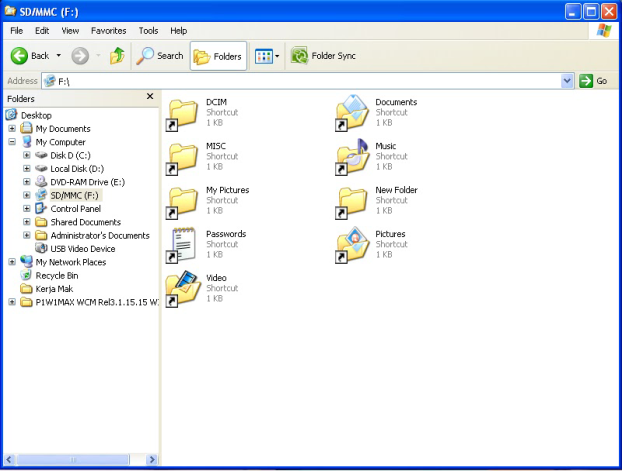 SD/MMC (F:)
File Edit View Favorites Tools Help
Back Search Folders Folder Sync
Address F:\ Go
Folders
Desktop
My Documents
My Computer
Disk D (C:)
Local Disk (D:)
DVD-RAM Drive (E:)
SD/MMC (F:)
Control Panel
Shared Documents
Administrator's Documents
USB Video Device
My Network Places
Recycle Bin
Kerja Mak
P1W1MAX WCM Rel3.1.15.15 W
DCIM
Shortcut
1 KB
Documents
Shortcut
1 KB
MISC
Shortcut
1 KB
Music
Shortcut
1 KB
My Pictures
Shortcut
1 KB
New Folder
Shortcut
1 KB
Passwords
Shortcut
1 KB
Pictures
Shortcut
1 KB
Video
Shortcut
1 KB